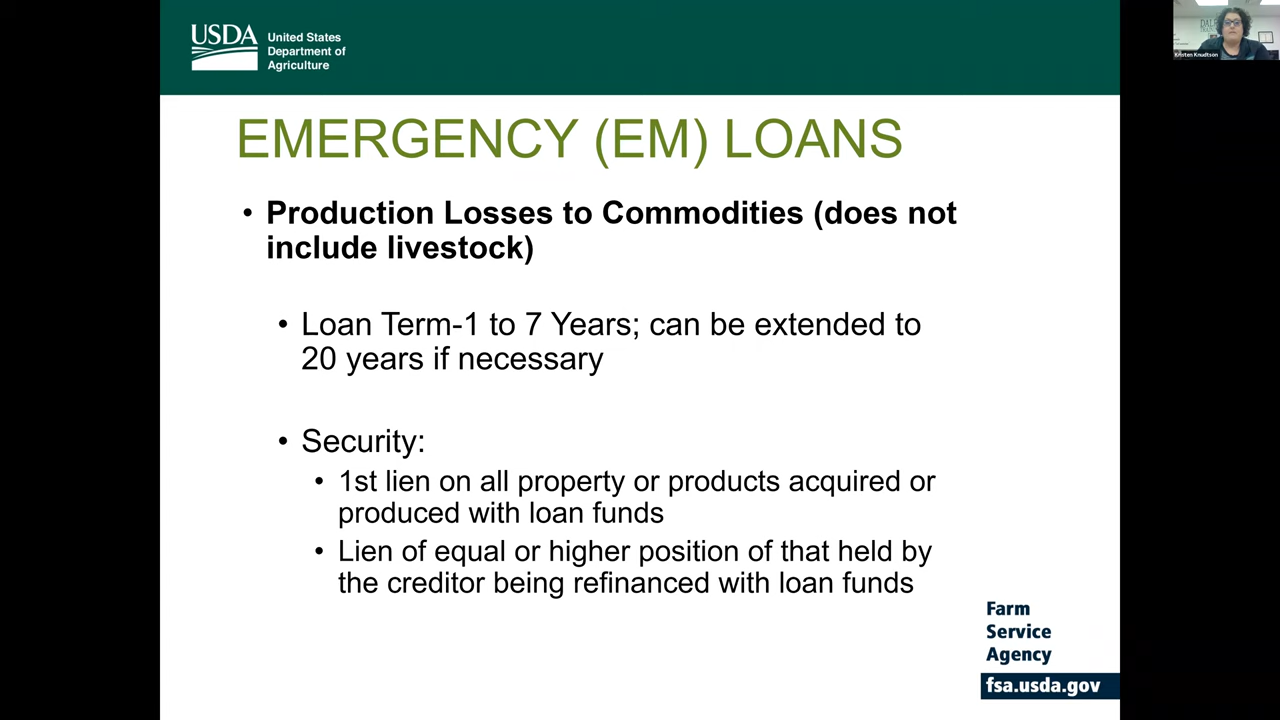 USDA
United States
Department of
Agriculture
Kristen Knudtson
EMERGENCY (EM) LOANS
• Production Losses to Commodities (does not
include livestock)
• Loan Term-1 to 7 Years; can be extended to
20 years if necessary
• Security:
• 1st lien on all property or products acquired or
produced with loan funds
• Lien of equal or higher position of that held by
the creditor being refinanced with loan funds
Farm
Service
Agency
fsa.usda.gov